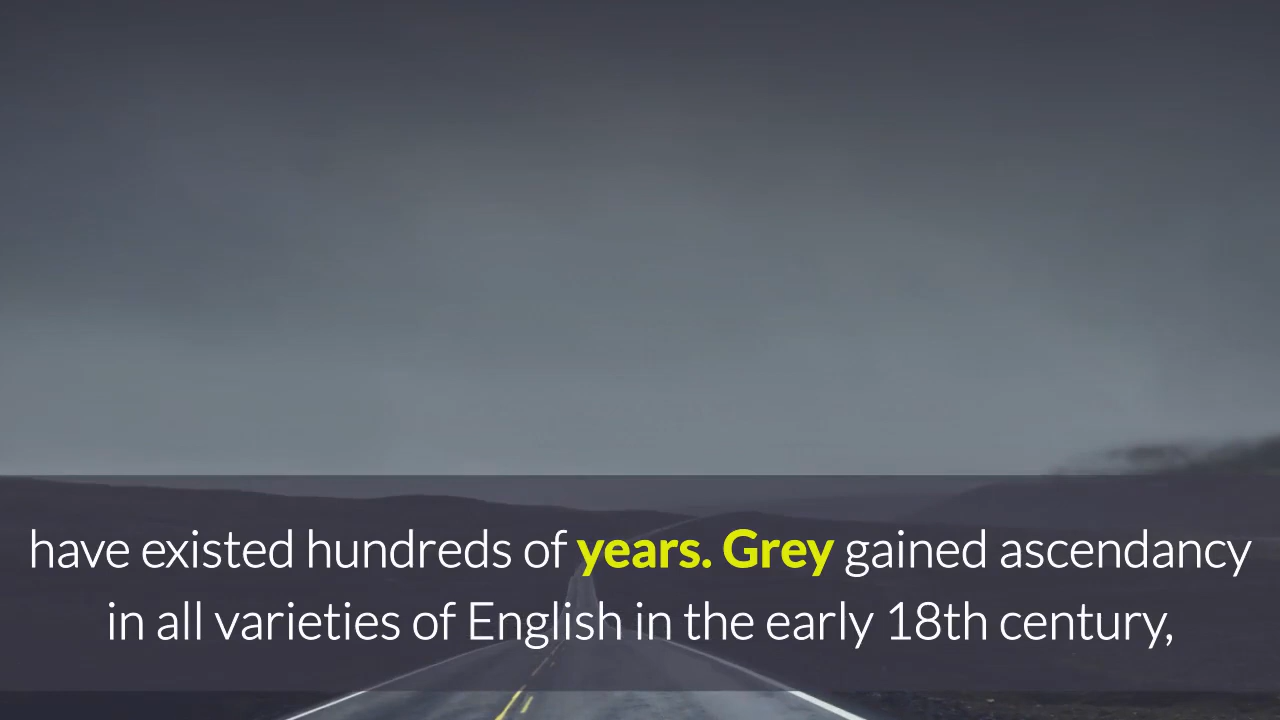 have existed hundreds of years. Grey gained ascendancy
in all varieties of English in the early 18th century,